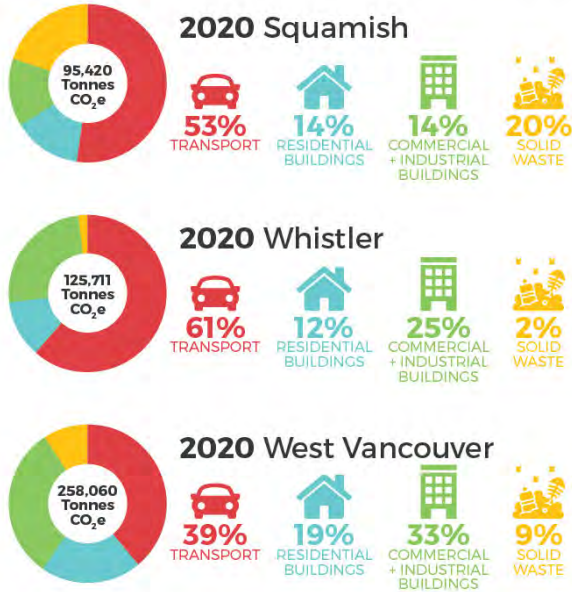 2020 Squamish
95,420
Tonnes
CO₂e
53%
TRANSPORT
14%
RESIDENTIAL
BUILDINGS
14%
COMMERCIAL
+ INDUSTRIAL
BUILDINGS
20%
SOLID
WASTE
2020 Whistler
125,711
Tonnes
CO₂e
61%
TRANSPORT
12%
RESIDENTIAL
BUILDINGS
25%
COMMERCIAL
+ INDUSTRIAL
BUILDINGS
2%
SOLID
WASTE
2020 West Vancouver
258,060
Tonnes
CO₂e
39%
TRANSPORT
19%
RESIDENTIAL
BUILDINGS
33%
COMMERCIAL
+ INDUSTRIAL
BUILDINGS
9%
SOLID
WASTE